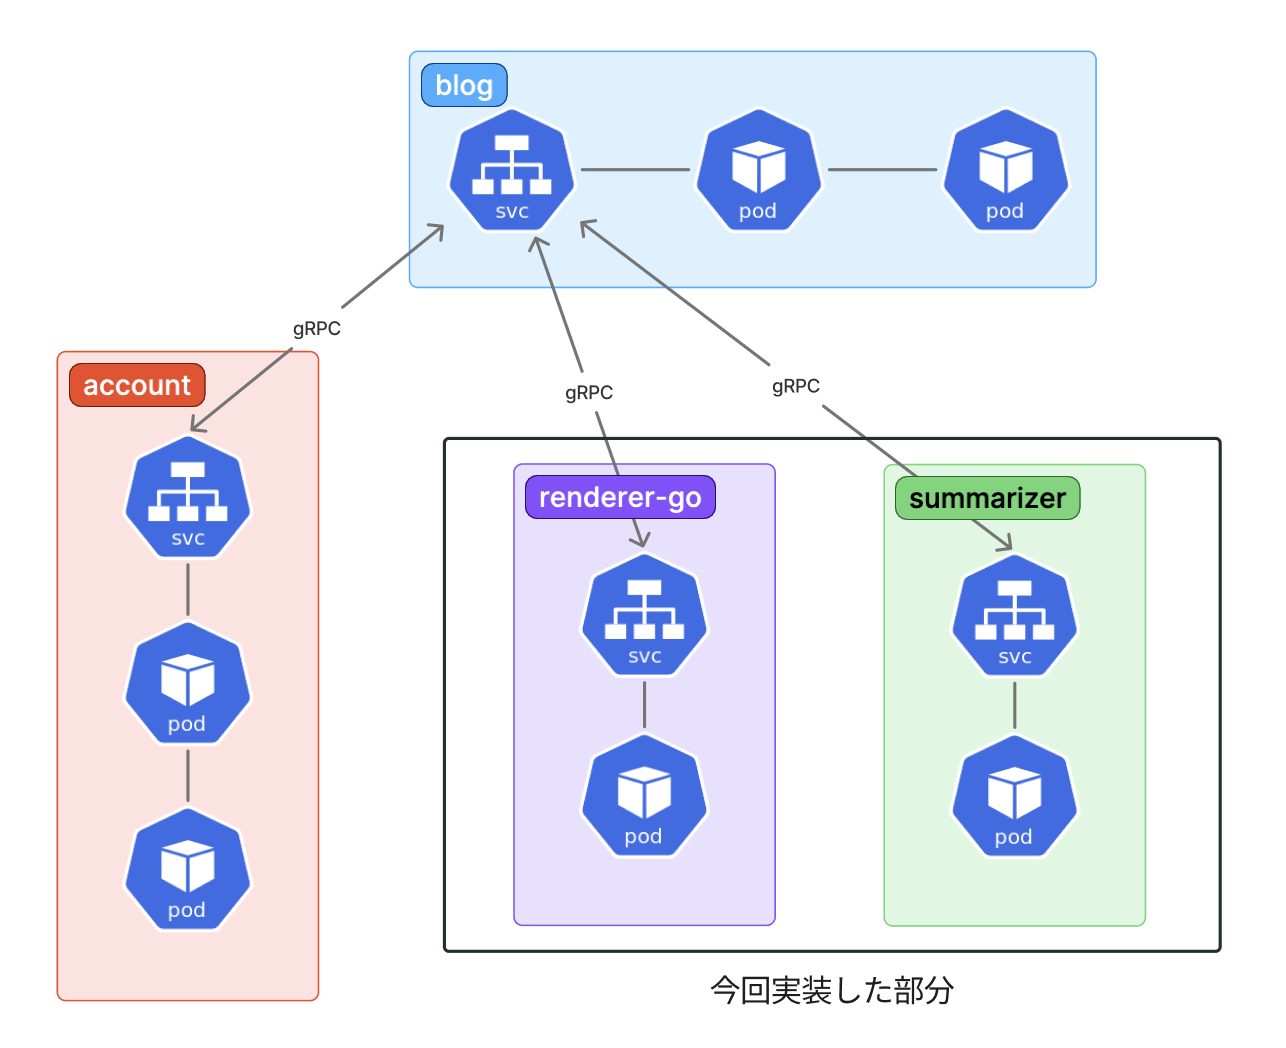 blog
svc
pod
pod
gRPC
gRPC
gRPC
account
svc
pod
pod
renderer-go
svc
pod
summarizer
svc
pod
今回実装した部分